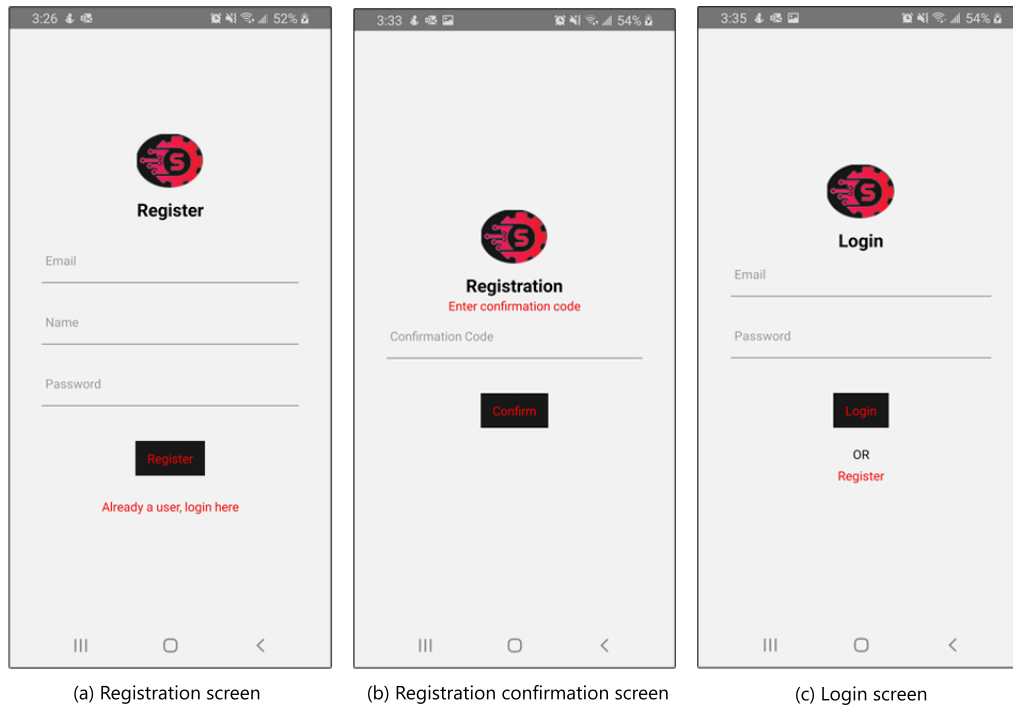 3:26 52%
S
Register
Email
Name
Password
Register
Already a user, login here
(a) Registration screen
3:33 54%
S
Registration
Enter confirmation code
Confirmation Code
Confirm
(b) Registration confirmation screen
3:35 54%
S
Login
Email
Password
Login
OR
Register
(c) Login screen